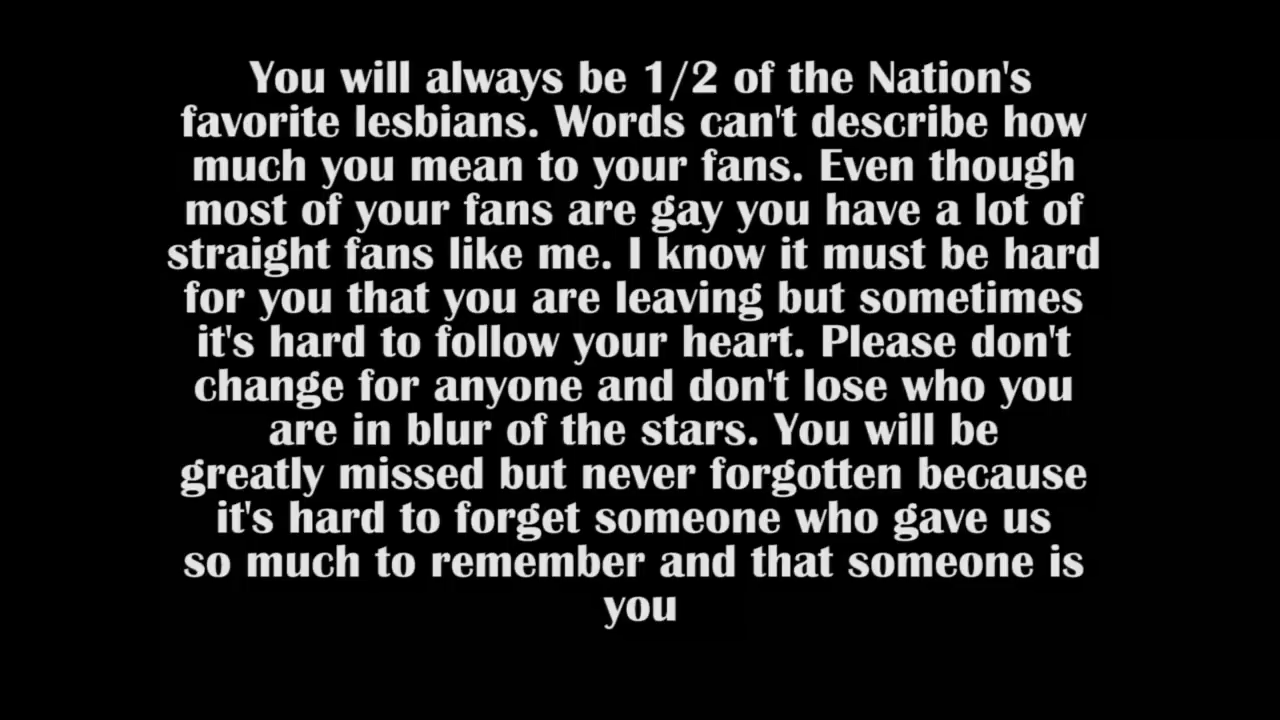 You will always be 1/2 of the Nation's
favorite lesbians. Words can't describe how
much you mean to your fans. Even though
most of your fans are gay you have a lot of
straight fans like me. I know it must be hard
for you that you are leaving but sometimes
it's hard to follow your heart. Please don't
change for anyone and don't lose who you
are in blur of the stars. You will be
greatly missed but never forgotten because
it's hard to forget someone who gave us
so much to remember and that someone is
you